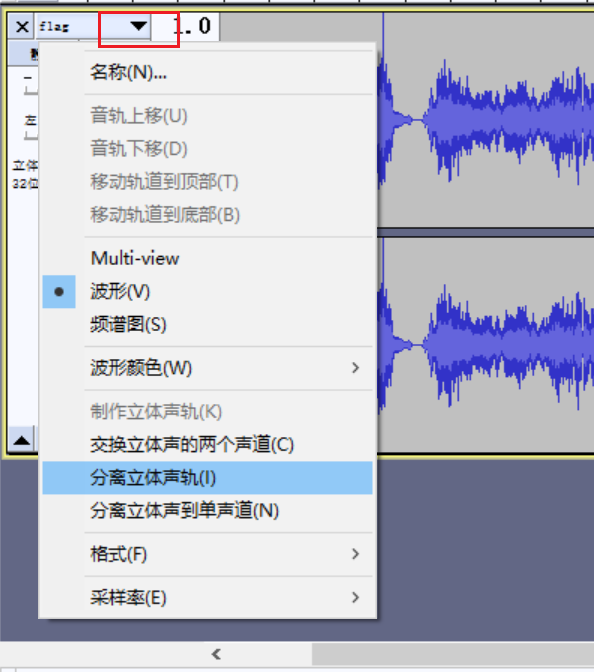 flag
1.0
名称(N)...
音轨上移(U)
音轨下移(D)
移动轨道到顶部(T)
移动轨道到底部(B)
左
立体
32位
Multi-view
波形(V)
频谱图(S)
波形颜色(W)
制作立体声轨(K)
交换立体声的两个声道(C)
分离立体声轨(I)
分离立体声到单声道(N)
格式(F)
采样率(E)